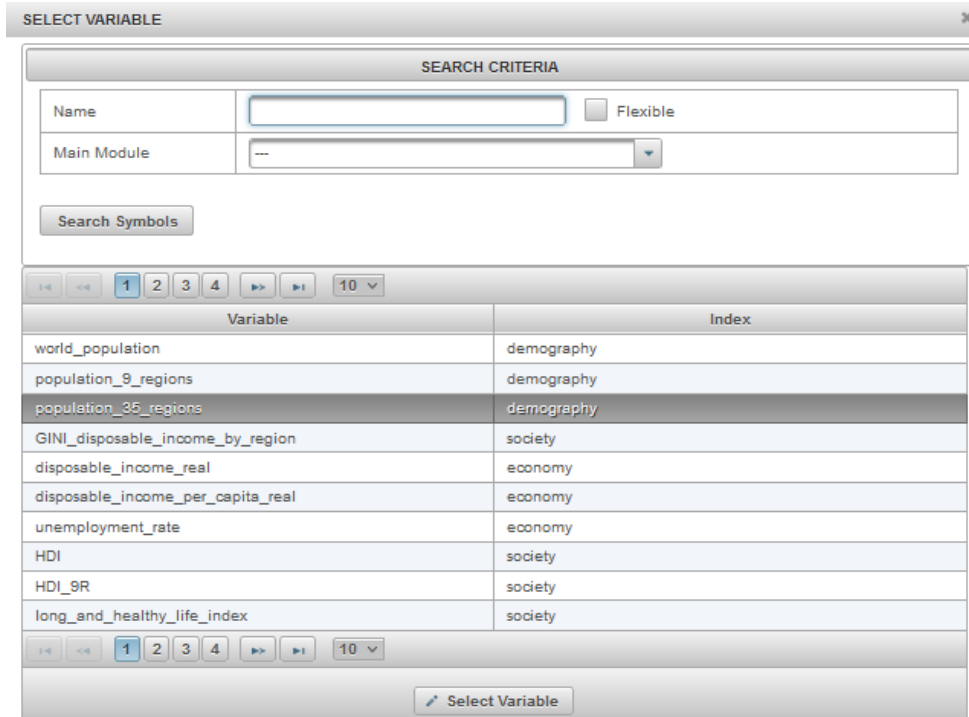 SELECT VARIABLE
SEARCH CRITERIA
Name Flexible
Main Module ---
Search Symbols
1 2 3 4 10
Variable Index
world_population demography
population_9_regions demography
population_35_regions demography
GINI_disposable_income_by_region society
disposable_income_real economy
disposable_income_per_capita_real economy
unemployment_rate economy
HDI society
HDI_9R society
long_and_healthy_life_index society
1 2 3 4 10
Select Variable